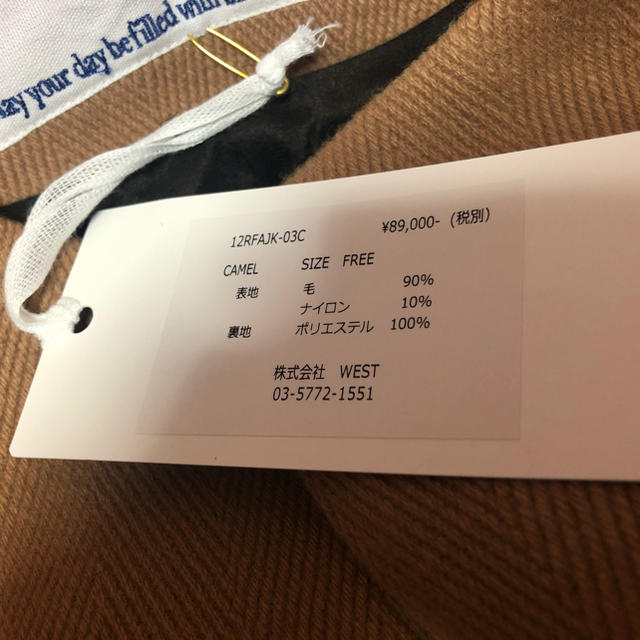 may your day be filled with
12RFAJK-03C ¥89,000-（税別）
CAMEL SIZE FREE
表地 毛 90%
ナイロン 10%
裏地 ポリエステル 100%
株式会社 WEST
03-5772-1551